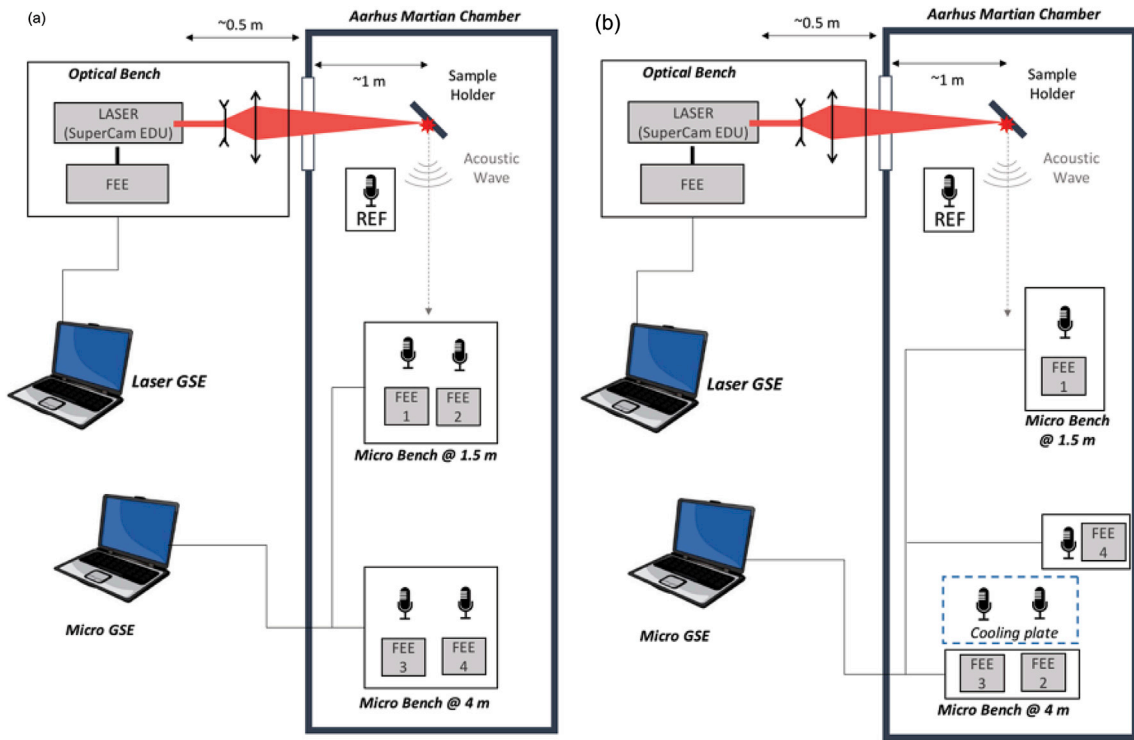 (a)
Aarhus Martian Chamber
~0.5 m
Optical Bench
~1 m
Sample
Holder
LASER
(SuperCam EDU)
FEE
Acoustic
Wave
REF
Laser GSE
FEE
1
FEE
2
Micro Bench @ 1.5 m
Micro GSE
FEE
3
FEE
4
Micro Bench @ 4 m
(b)
Aarhus Martian Chamber
~0.5 m
Optical Bench
~1 m
Sample
Holder
LASER
(SuperCam EDU)
FEE
Acoustic
Wave
REF
Laser GSE
FEE
1
Micro Bench
@ 1.5 m
FEE
4
Micro GSE
Cooling plate
FEE
3
FEE
2
Micro Bench @ 4 m